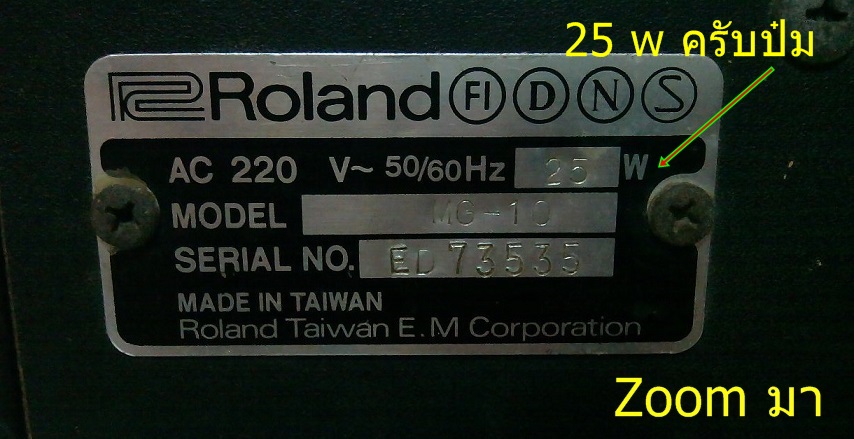 25 w ครับป๋ม
Roland FI D N S
AC 220 V~ 50/60Hz 25 W
MODEL MG-10
SERIAL NO. ED73535
MADE IN TAIWAN
Roland Taiwan E.M Corporation
Zoom มา